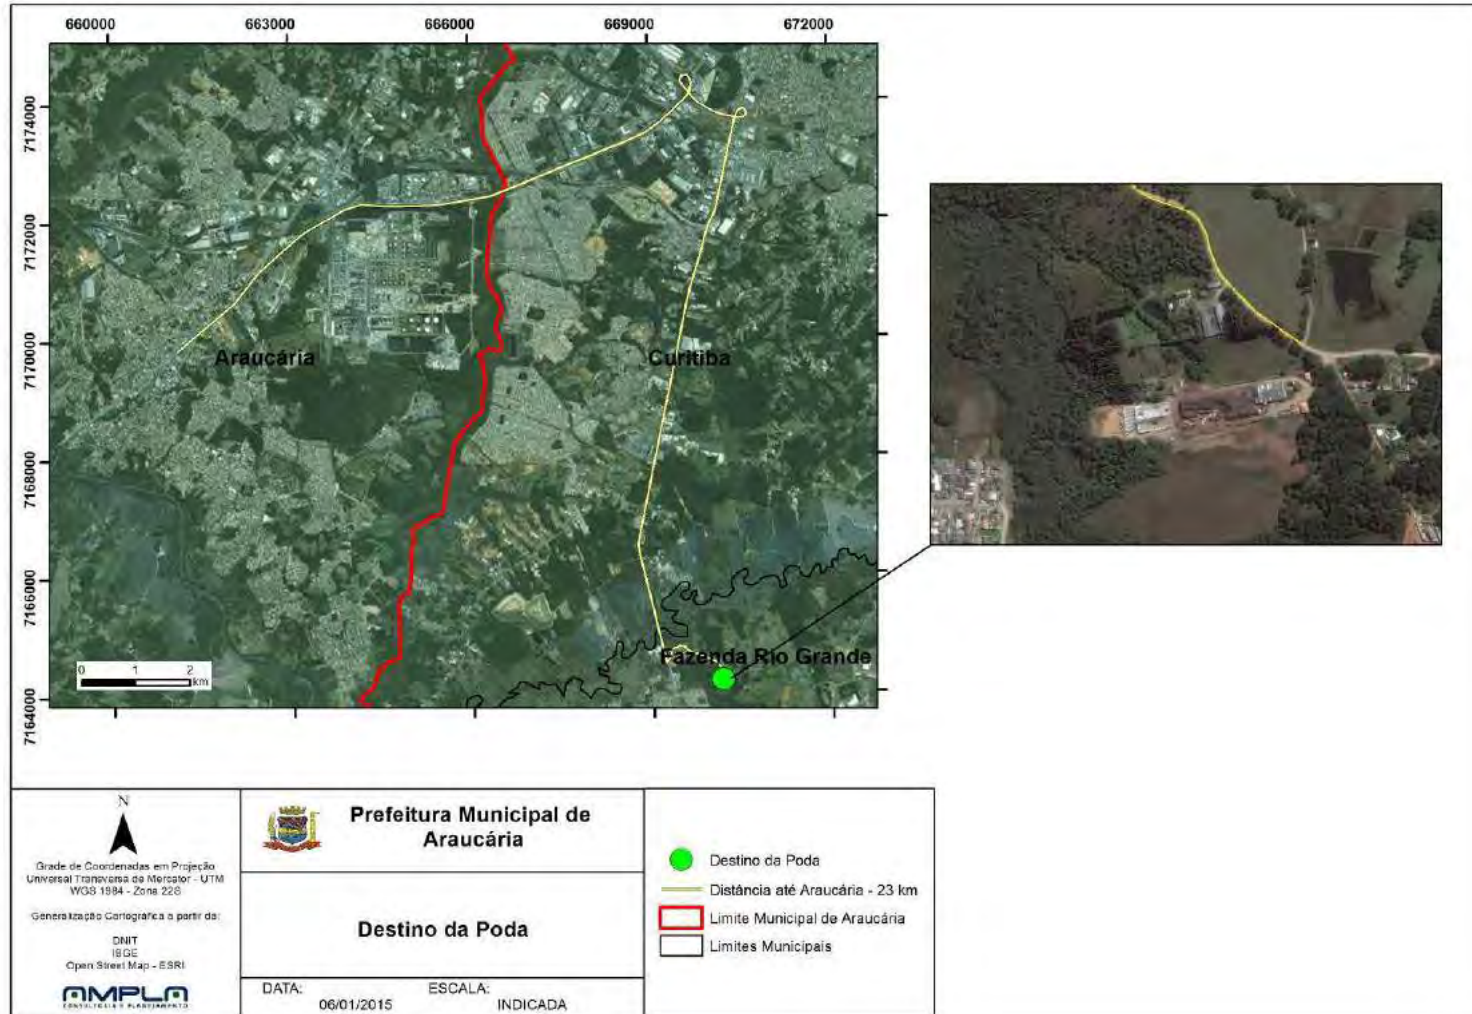 660000 663000 666000 669000 672000
7174000
7172000
7170000
7168000
7166000
7164000
Araucária
Curitiba
Fazenda Rio Grande
0 1 2
km
N
Grade de Coordenadas em Projeção
Universal Transversa de Mercator - UTM
WGS 1984 - Zona 22S
Generalização Cartográfica a partir de:
DNIT
IBGE
Open Street Map - ESRI
AMPLA
CONSULTORIA E PLANEJAMENTO
Prefeitura Municipal de
Araucária
Destino da Poda
DATA:
06/01/2015
ESCALA:
INDICADA
Destino da Poda
Distância até Araucária - 23 km
Limite Municipal de Araucária
Limites Municipais